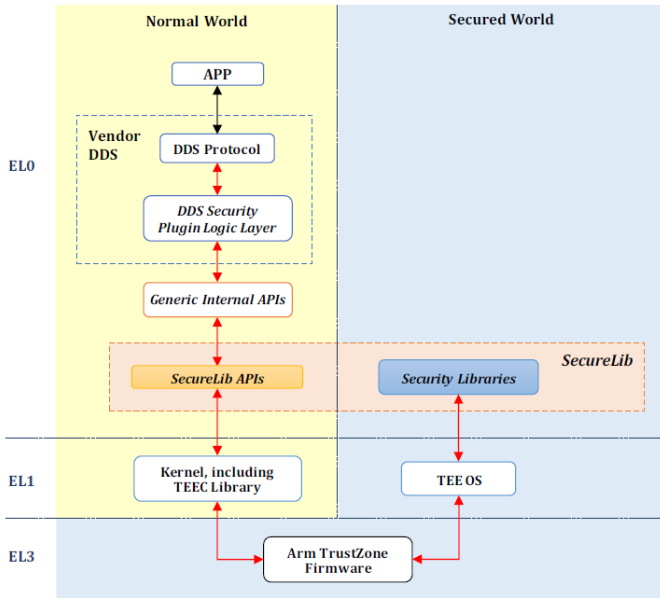 Normal World
Secured World
APP
Vendor
DDS
DDS Protocol
EL0
DDS Security
Plugin Logic Layer
Generic Internal APIs
SecureLib
SecureLib APIs
Security Libraries
EL1
Kernel, including
TEEC Library
TEE OS
EL3
Arm TrustZone
Firmware